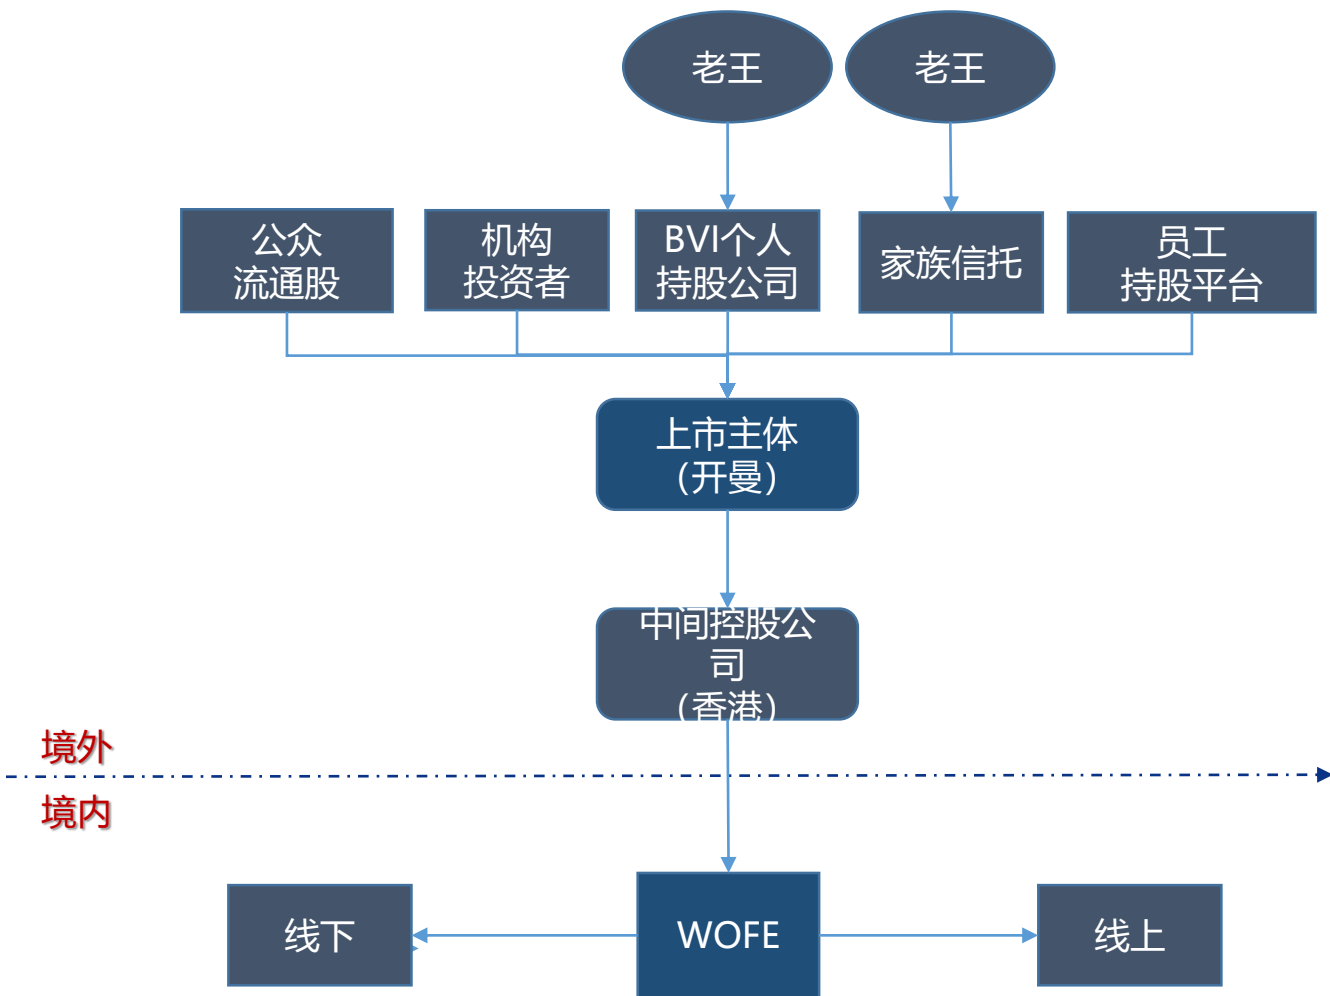 老王
老王
公众
流通股
机构
投资者
BVI个人
持股公司
家族信托
员工
持股平台
上市主体
（开曼）
中间控股公
司
（香港）
境外
境内
线下
WOFE
线上